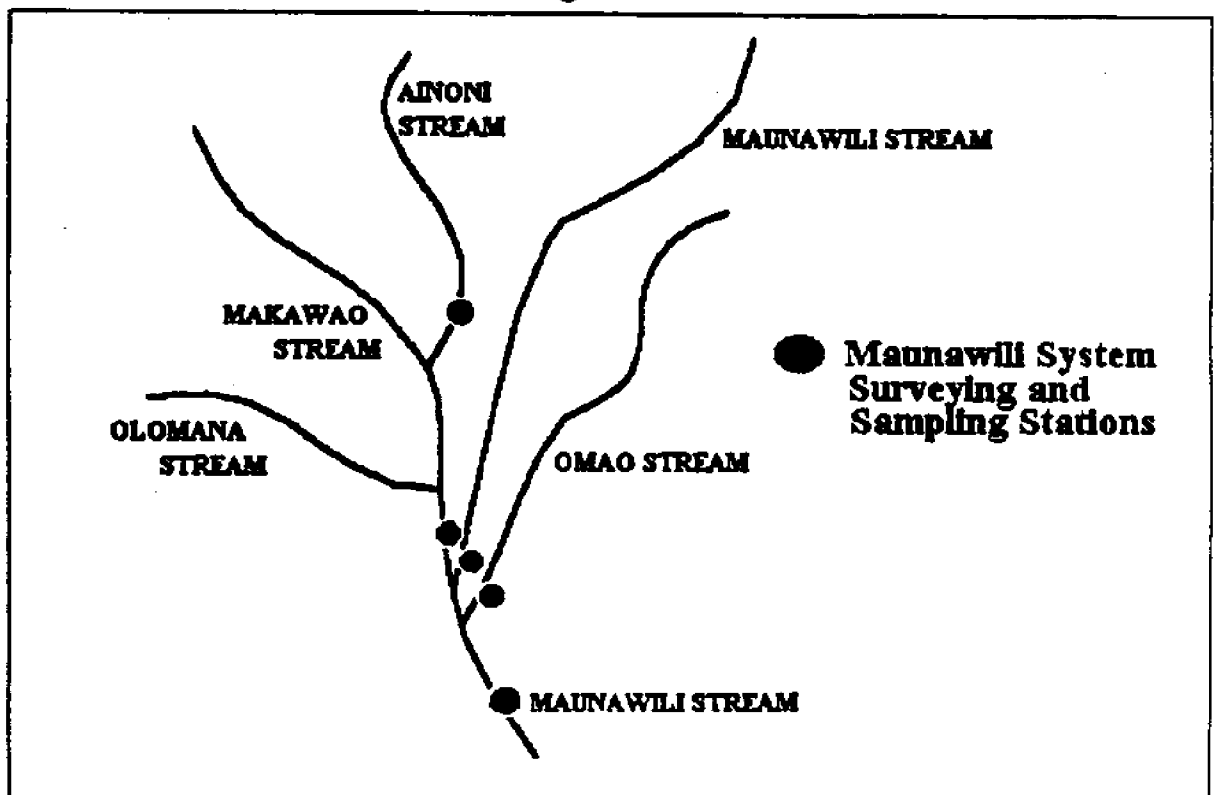 AINONI
STREAM
MAUNAWILI STREAM
MAKAWAO
STREAM
Maunawili System
Surveying and
Sampling Stations
OLOMANA
STREAM
OMAO STREAM
MAUNAWILI STREAM